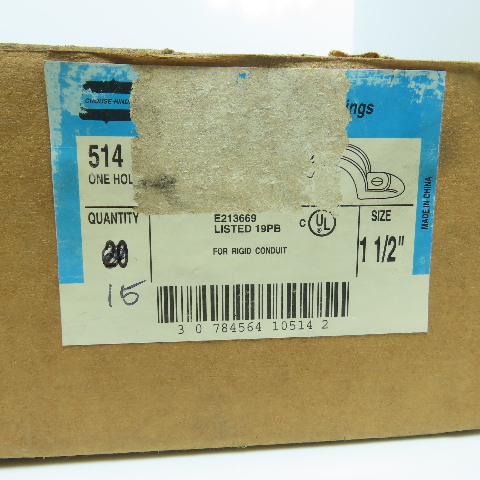 CROUSE-HINDS
ings
514
ONE HOL
QUANTITY
20
15
E213669
LISTED 19PB
FOR RIGID CONDUIT
C UL
SIZE
1 1/2"
MADE IN CHINA
3 0 784564 10514 2